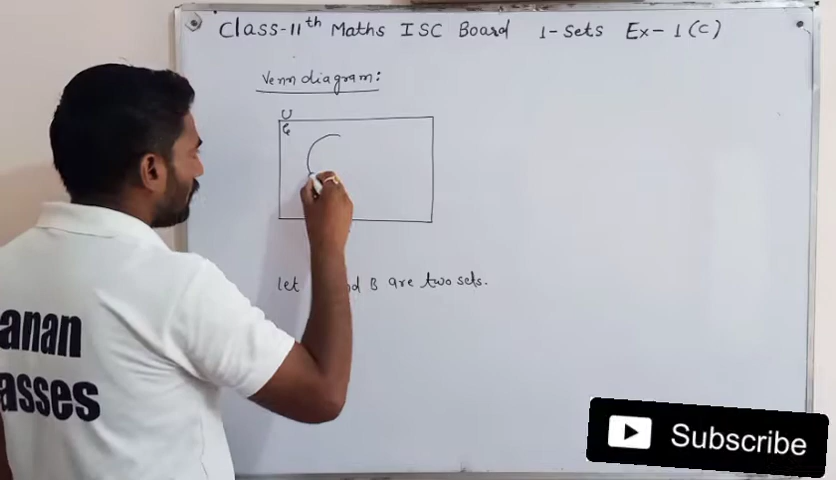 Class-11th Maths ISC Board 1-Sets Ex-1(C)
Venn diagram:
U
let B are two sets.
anan
asses
Subscribe